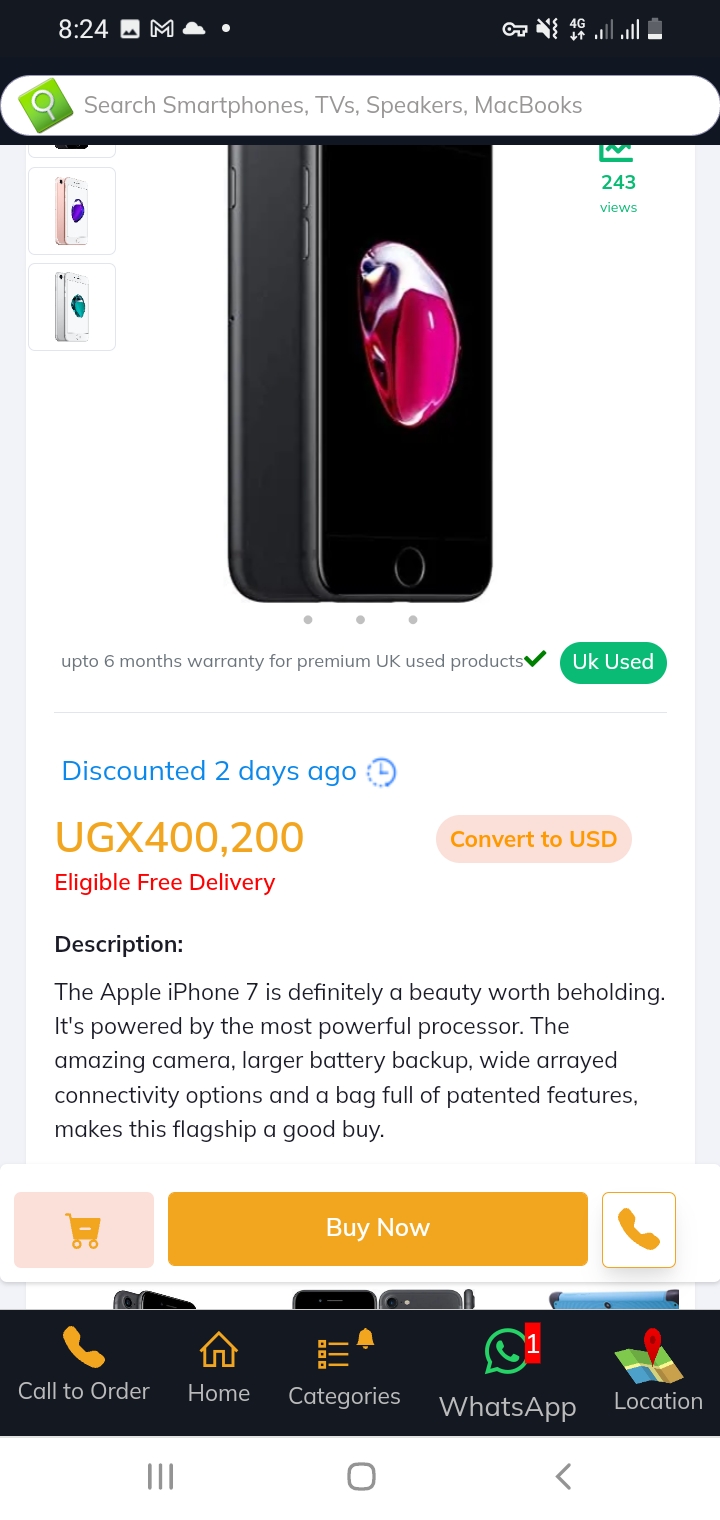 8:24
4G
Search Smartphones, TVs, Speakers, MacBooks
243
views
upto 6 months warranty for premium UK used products
Uk Used
Discounted 2 days ago
UGX400,200
Convert to USD
Eligible Free Delivery
Description:
The Apple iPhone 7 is definitely a beauty worth beholding.
It's powered by the most powerful processor. The
amazing camera, larger battery backup, wide arrayed
connectivity options and a bag full of patented features,
makes this flagship a good buy.
Buy Now
1
Call to Order
Home
Categories
WhatsApp
Location